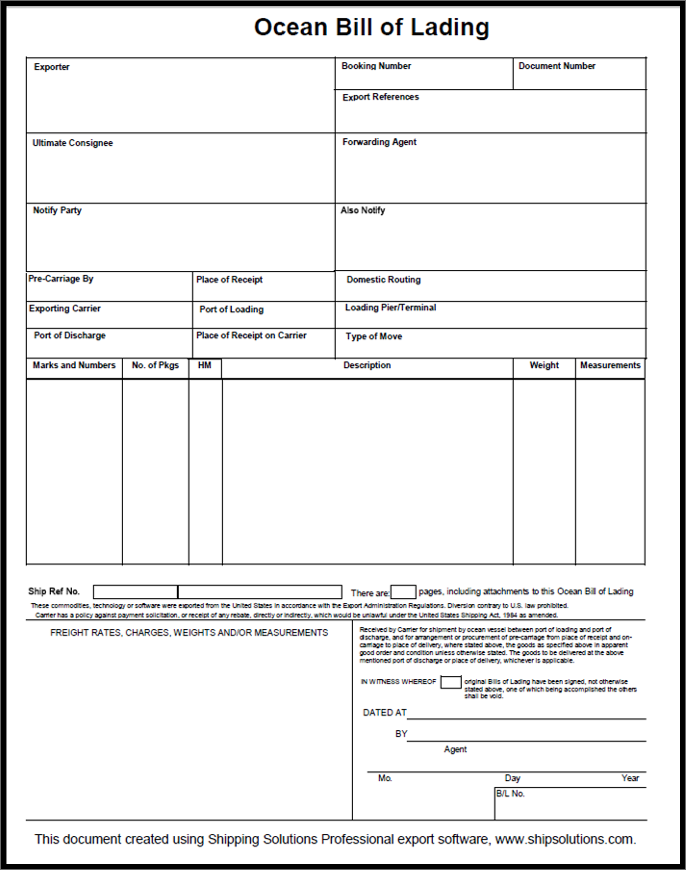 Ocean Bill of Lading
Exporter
Booking Number
Document Number
Export References
Ultimate Consignee
Forwarding Agent
Notify Party
Also Notify
Pre-Carriage By
Place of Receipt
Domestic Routing
Exporting Carrier
Port of Loading
Loading Pier/Terminal
Port of Discharge
Place of Receipt on Carrier
Type of Move
Marks and Numbers
No. of Pkgs
HM
Description
Weight
Measurements
Ship Ref No.
There are:
pages, including attachments to this Ocean Bill of Lading
These commodities, technology or software were exported from the United States in accordance with the Export Administration Regulations. Diversion contrary to U.S. law prohibited.
Carrier has a policy against payment solicitation, or receipt of any rebate, directly or indirectly, which would be unlawful under the United States Shipping Act, 1984 as amended.
FREIGHT RATES, CHARGES, WEIGHTS AND/OR MEASUREMENTS
Received by Carrier for shipment by ocean vessel between port of loading and port of
discharge, and for arrangement or procurement of pre-carriage from place of receipt and on-
carriage to place of delivery, where stated above, the goods as specified above in apparent
good order and condition unless otherwise stated. The goods to be delivered at the above
mentioned port of discharge or place of delivery, whichever is applicable.
IN WITNESS WHEREOF
original Bills of Lading have been signed, not otherwise
stated above, one of which being accomplished the others
shall be void.
DATED AT
BY
Agent
Mo.
Day
Year
B/L No.
This document created using Shipping Solutions Professional export software, www.shipsolutions.com.